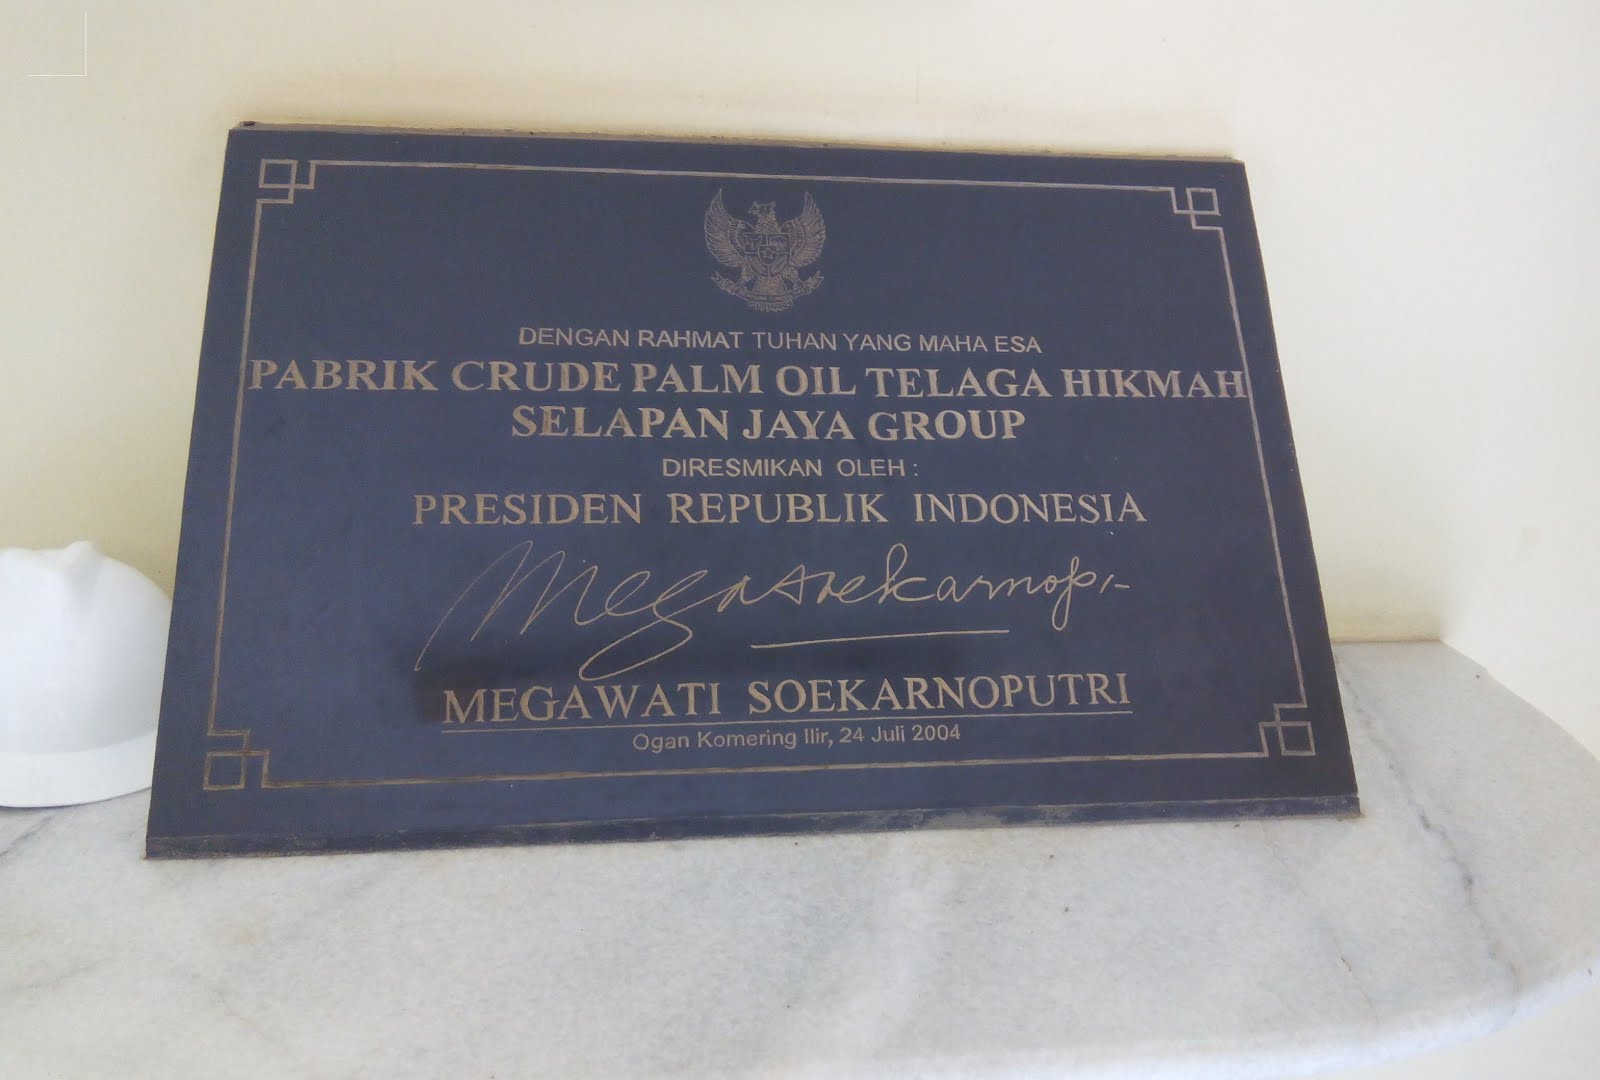 DENGAN RAHMAT TUHAN YANG MAHA ESA
PABRIK CRUDE PALM OIL TELAGA HIKMAH
SELAPAN JAYA GROUP
DIRESMIKAN OLEH :
PRESIDEN REPUBLIK INDONESIA
Megasoekarnop,-
MEGAWATI SOEKARNOPUTRI
Ogan Komering Ilir, 24 Juli 2004